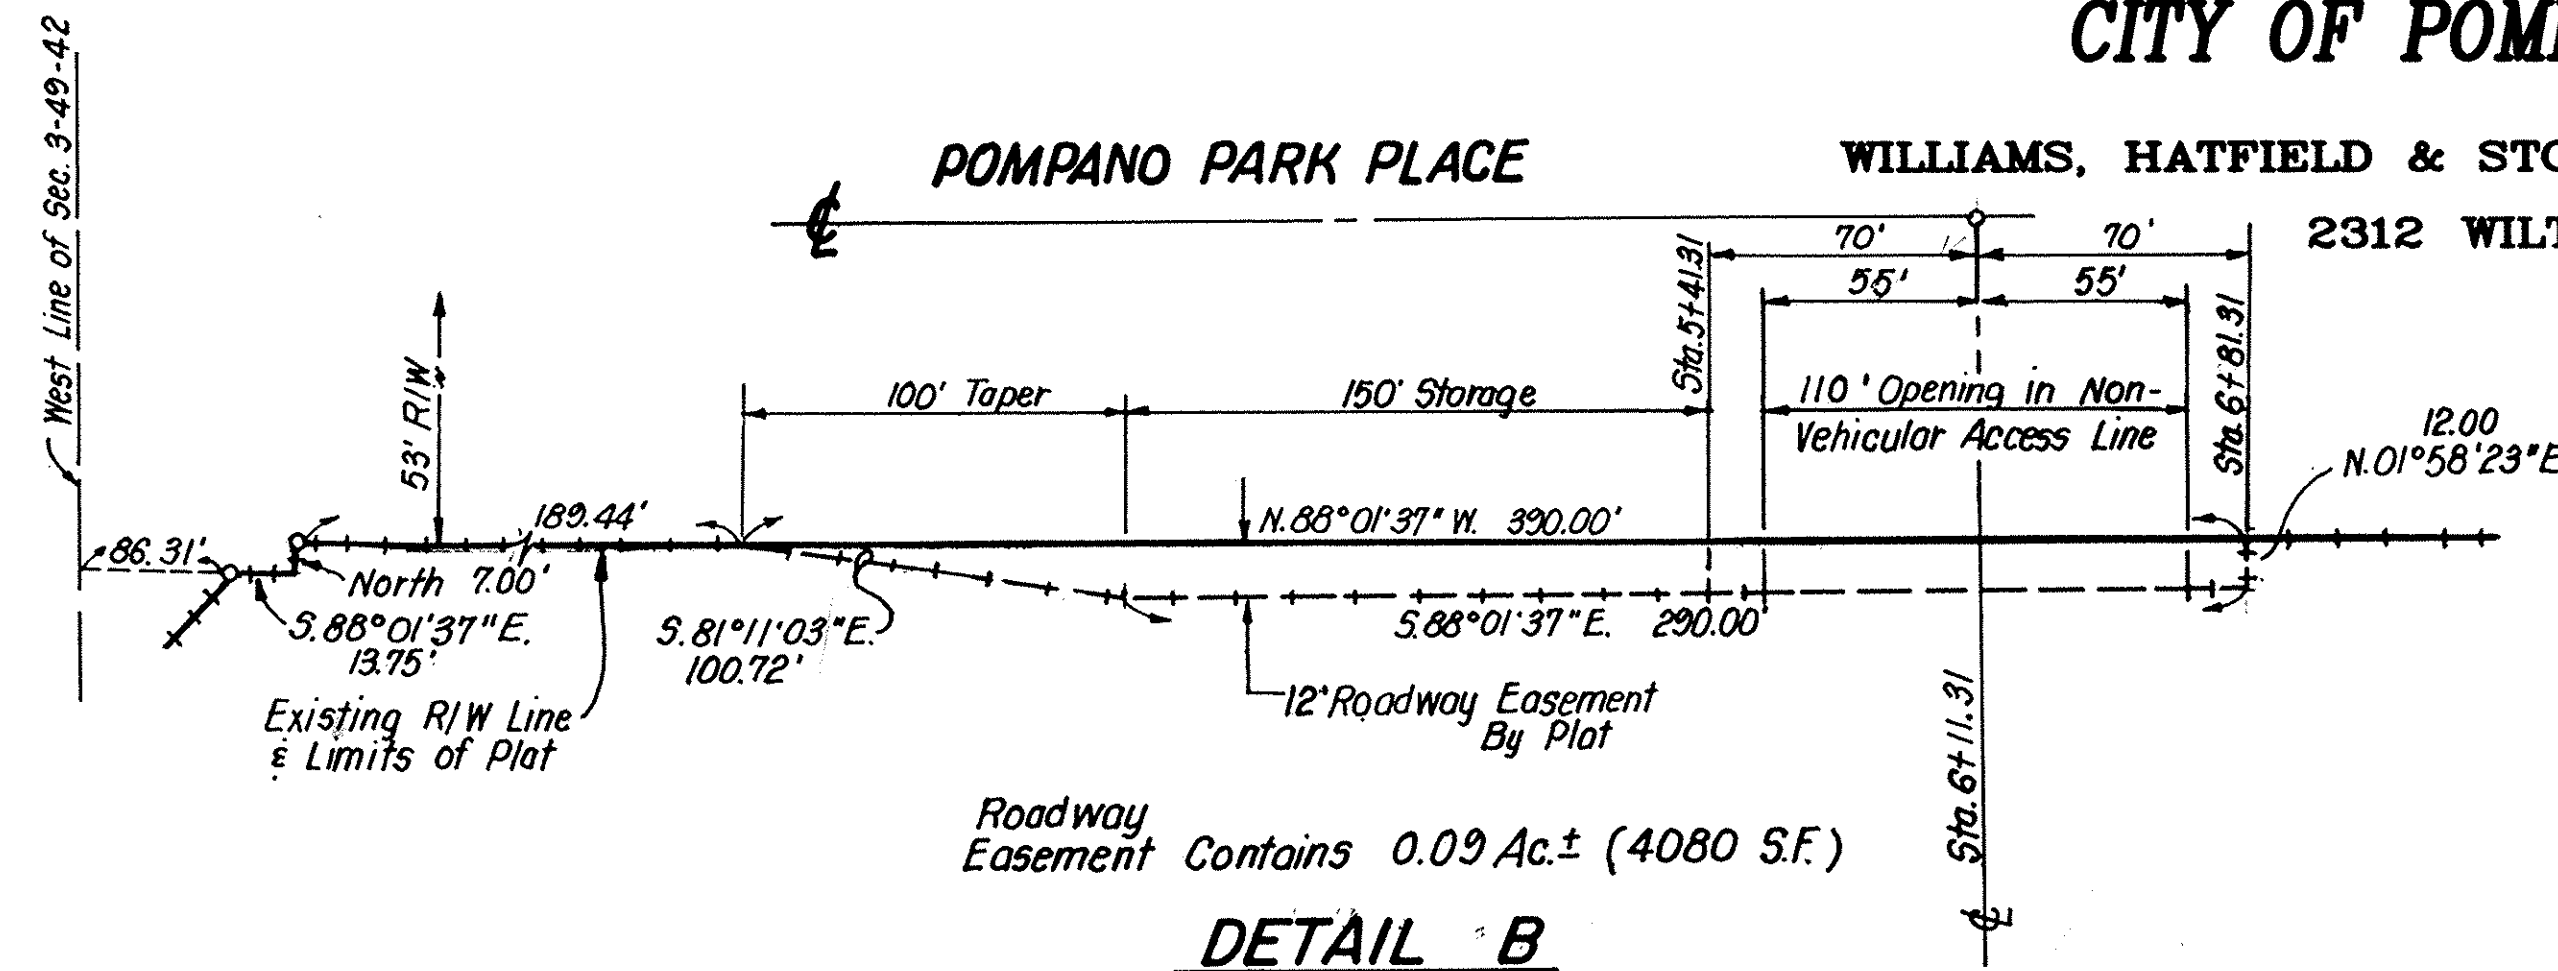 CITY OF POM
POMPANO PARK PLACE
WILLIAMS, HATFIELD & STO
2312 WILT
West Line of Sec. 3-49-42
℄
70' 70'
55' 55'
Sta. 5+41.31
Sta. 6+81.31
53' R/W
100' Taper
150' Storage
110' Opening in Non-
Vehicular Access Line
12.00
N.01°58'23"E
189.44'
N.88°01'37"W. 390.00'
86.31'
North 7.00'
S.88°01'37"E.
13.75'
S.81°11'03"E.
100.72'
S.88°01'37"E. 290.00'
Existing R/W Line
& Limits of Plat
12' Roadway Easement
By Plat
Sta. 6+11.31
Roadway
Easement Contains 0.09 Ac.± (4080 S.F.)
℄
DETAIL B